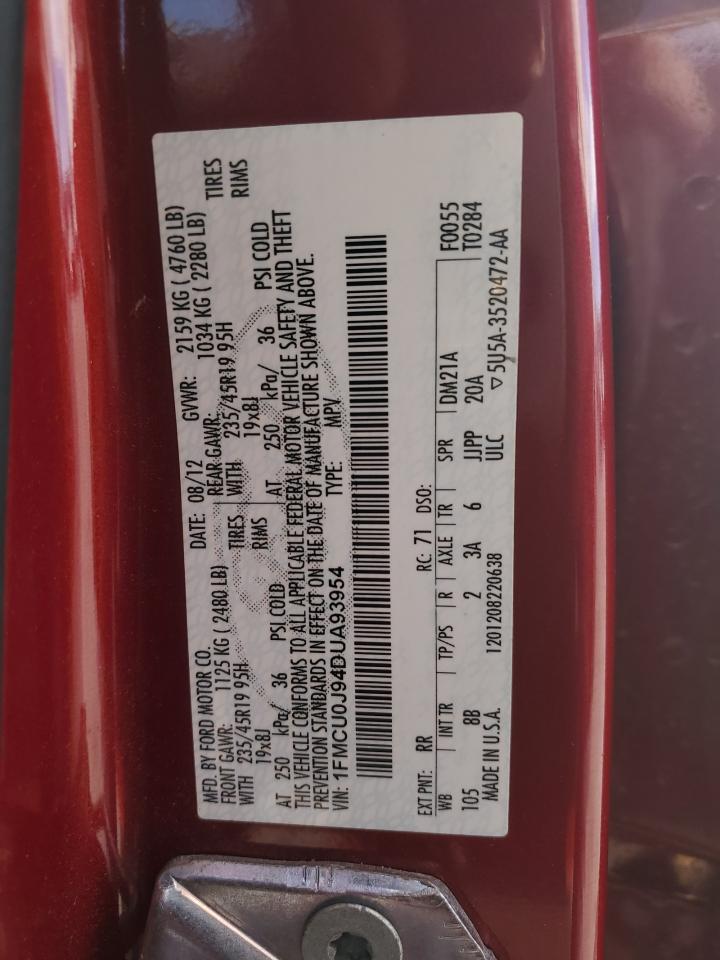 MFD. BY FORD MOTOR CO.
DATE: 08/12 GVWR: 2159 KG ( 4760 LB)
FRONT GAWR: 1125 KG ( 2480 LB) REAR GAWR: 1034 KG ( 2280 LB)
WITH 235/45R19 95H TIRES WITH 235/45R19 95H TIRES
19x8J RIMS 19x8J RIMS
AT 250 kPa/ 36 PSI COLD AT 250 kPa/ 36 PSI COLD
THIS VEHICLE CONFORMS TO ALL APPLICABLE FEDERAL MOTOR VEHICLE SAFETY AND THEFT
PREVENTION STANDARDS IN EFFECT ON THE DATE OF MANUFACTURE SHOWN ABOVE.
VIN: 1FMCU0J94DUA93954 TYPE: MPV
EXT PNT: RR RC: 71 DSO: F0055
WB INT TR TP/PS R AXLE TR SPR DM21A T0284
105 8B 2 3A 6 JJPP 20A
MADE IN U.S.A. 1201208220638 ULC ▽5U5A-3520472-AA